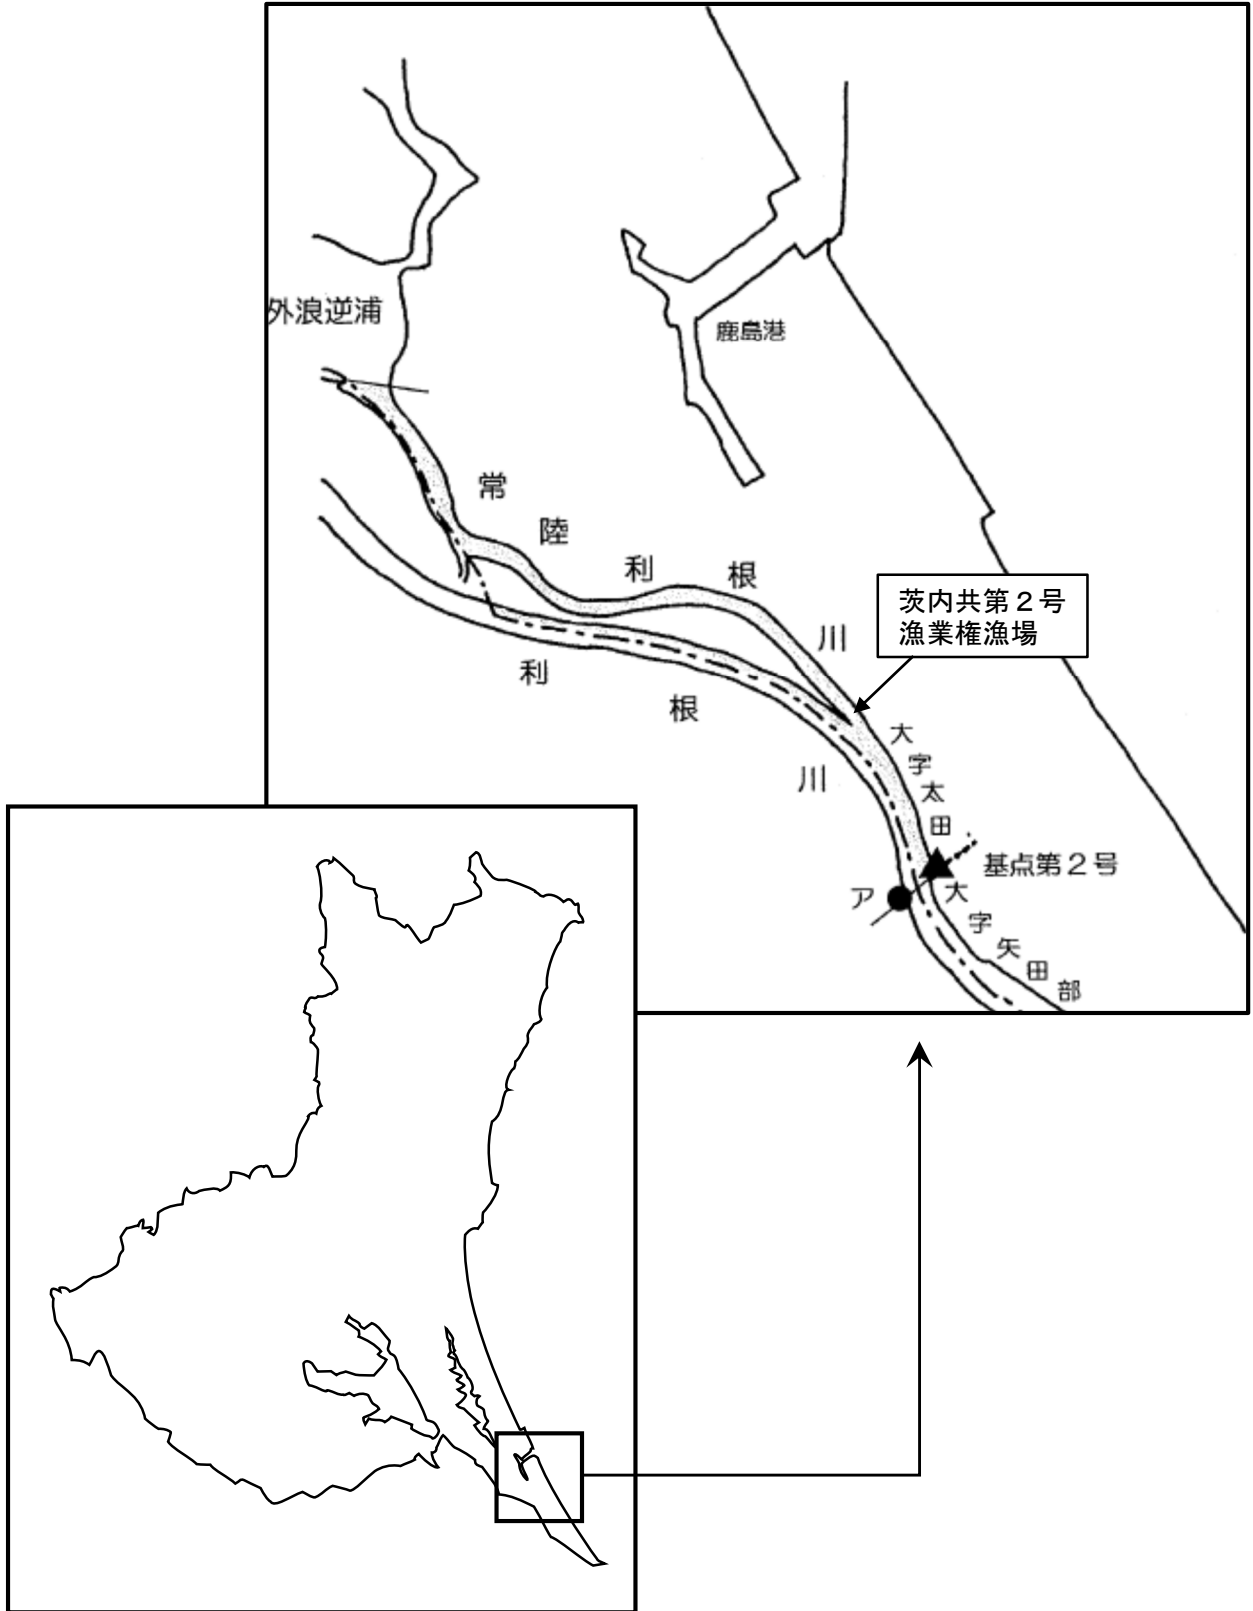 外浪逆浦
鹿島港
常陸利根川
茨内共第２号
漁業権漁場
利根川
大字太田
基点第２号
ア
大字矢田部